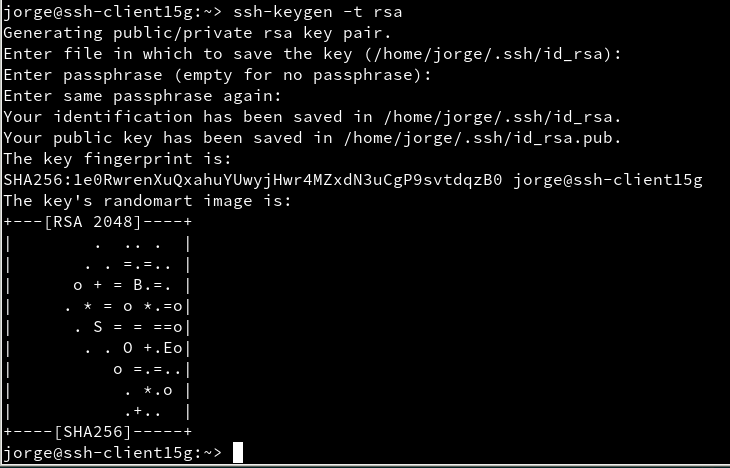 jorge@ssh-client15g:~> ssh-keygen -t rsa
Generating public/private rsa key pair.
Enter file in which to save the key (/home/jorge/.ssh/id_rsa):
Enter passphrase (empty for no passphrase):
Enter same passphrase again:
Your identification has been saved in /home/jorge/.ssh/id_rsa.
Your public key has been saved in /home/jorge/.ssh/id_rsa.pub.
The key fingerprint is:
SHA256:1e0RwrenXuQxahuYUwyjHwr4MZxdN3uCgP9svtdqzB0 jorge@ssh-client15g
The key's randomart image is:
+---[RSA 2048]----+
|         .  .. .  |
|        . . =.=.. |
|       o + = B.=. |
|      . * = o *.=o|
|       . S = = ==o|
|        . . O +.Eo|
|           o =.=..|
|            . *.o |
|            .+..  |
+----[SHA256]-----+
jorge@ssh-client15g:~>